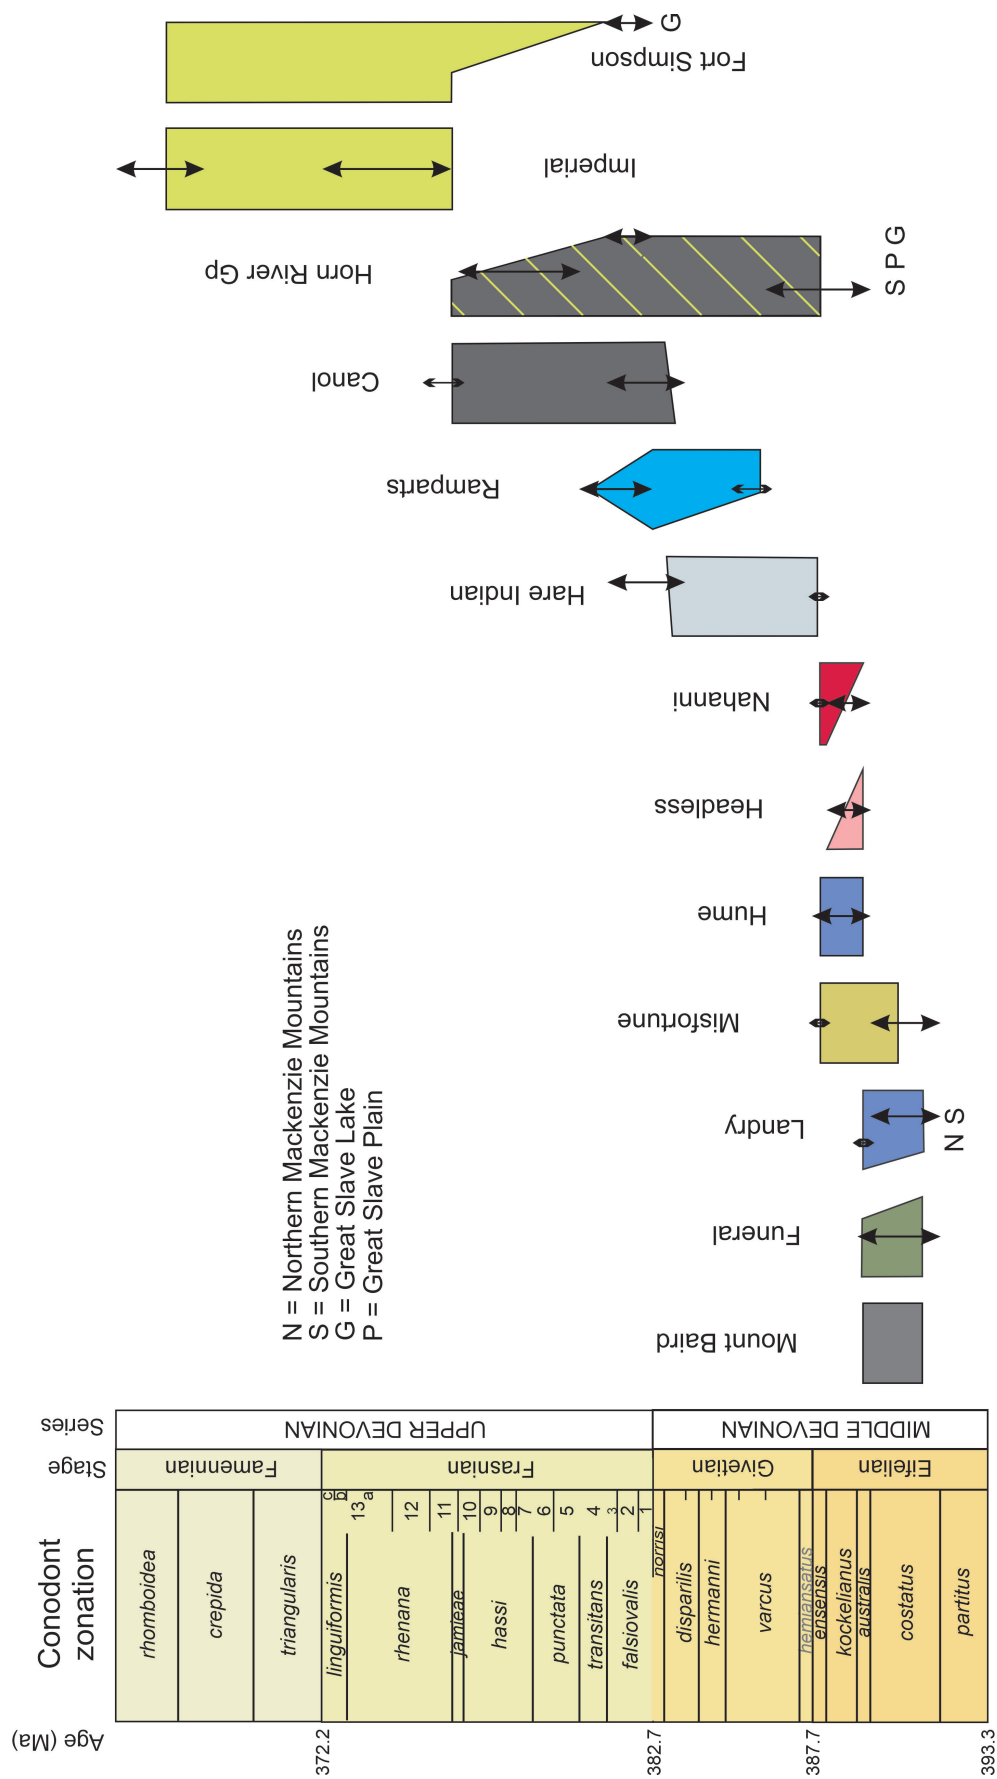 Fort Simpson
G
Imperial
Horn River Gp
S P G
Canol
Ramparts
Hare Indian
Nahanni
Headless
Hume
Misfortune
Landry
N S
Funeral
Mount Baird
N = Northern Mackenzie Mountains
S = Southern Mackenzie Mountains
G = Great Slave Lake
P = Great Slave Plain
Series
UPPER DEVONIAN
MIDDLE DEVONIAN
Stage
Famennian
Frasnian
Givetian
Eifelian
Conodont
zonation
c
b
13
a
12
11
10
9
8
7
6
5
4
3
2
1
rhomboidea
crepida
triangularis
linguiformis
rhenana
jamieae
hassi
punctata
transitans
falsiovalis
norrisi
disparilis
hermanni
varcus
hemiansatus
ensensis
kockelianus
australis
costatus
partitus
Age (Ma)
372.2
382.7
387.7
393.3